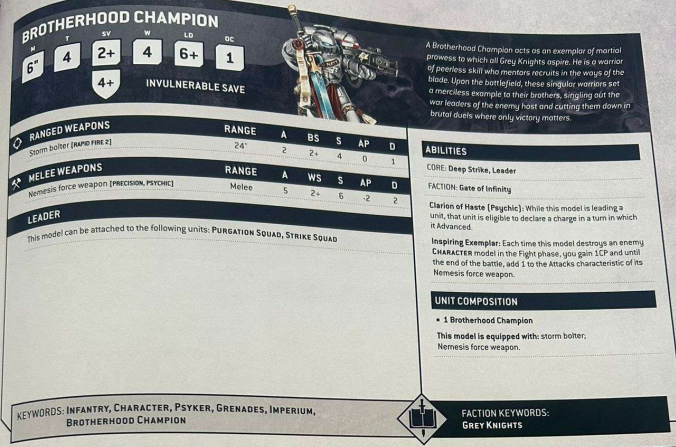 BROTHERHOOD CHAMPION
M T SV W LD OC
6" 4 2+ 4 6+ 1
4+ INVULNERABLE SAVE
A Brotherhood Champion acts as an exemplar of martial
prowess to which all Grey Knights aspire. He is a warrior
of peerless skill who mentors recruits in the ways of the
blade. Upon the battlefield, these singular warriors set
a merciless example to their brothers, singling out the
war leaders of the enemy host and cutting them down in
brutal duels where only victory matters.
RANGED WEAPONS RANGE A BS S AP D
Storm bolter [RAPID FIRE 2] 24" 2 2+ 4 0 1
MELEE WEAPONS RANGE A WS S AP D
Nemesis force weapon [PRECISION, PSYCHIC] Melee 5 2+ 6 -2 2
LEADER
This model can be attached to the following units: PURGATION SQUAD, STRIKE SQUAD
ABILITIES
CORE: Deep Strike, Leader
FACTION: Gate of Infinity
Clarion of Haste (Psychic): While this model is leading a
unit, that unit is eligible to declare a charge in a turn in which
it Advanced.
Inspiring Exemplar: Each time this model destroys an enemy
CHARACTER model in the Fight phase, you gain 1CP and until
the end of the battle, add 1 to the Attacks characteristic of its
Nemesis force weapon.
UNIT COMPOSITION
▪ 1 Brotherhood Champion
This model is equipped with: storm bolter;
Nemesis force weapon.
KEYWORDS: INFANTRY, CHARACTER, PSYKER, GRENADES, IMPERIUM,
BROTHERHOOD CHAMPION
FACTION KEYWORDS:
GREY KNIGHTS